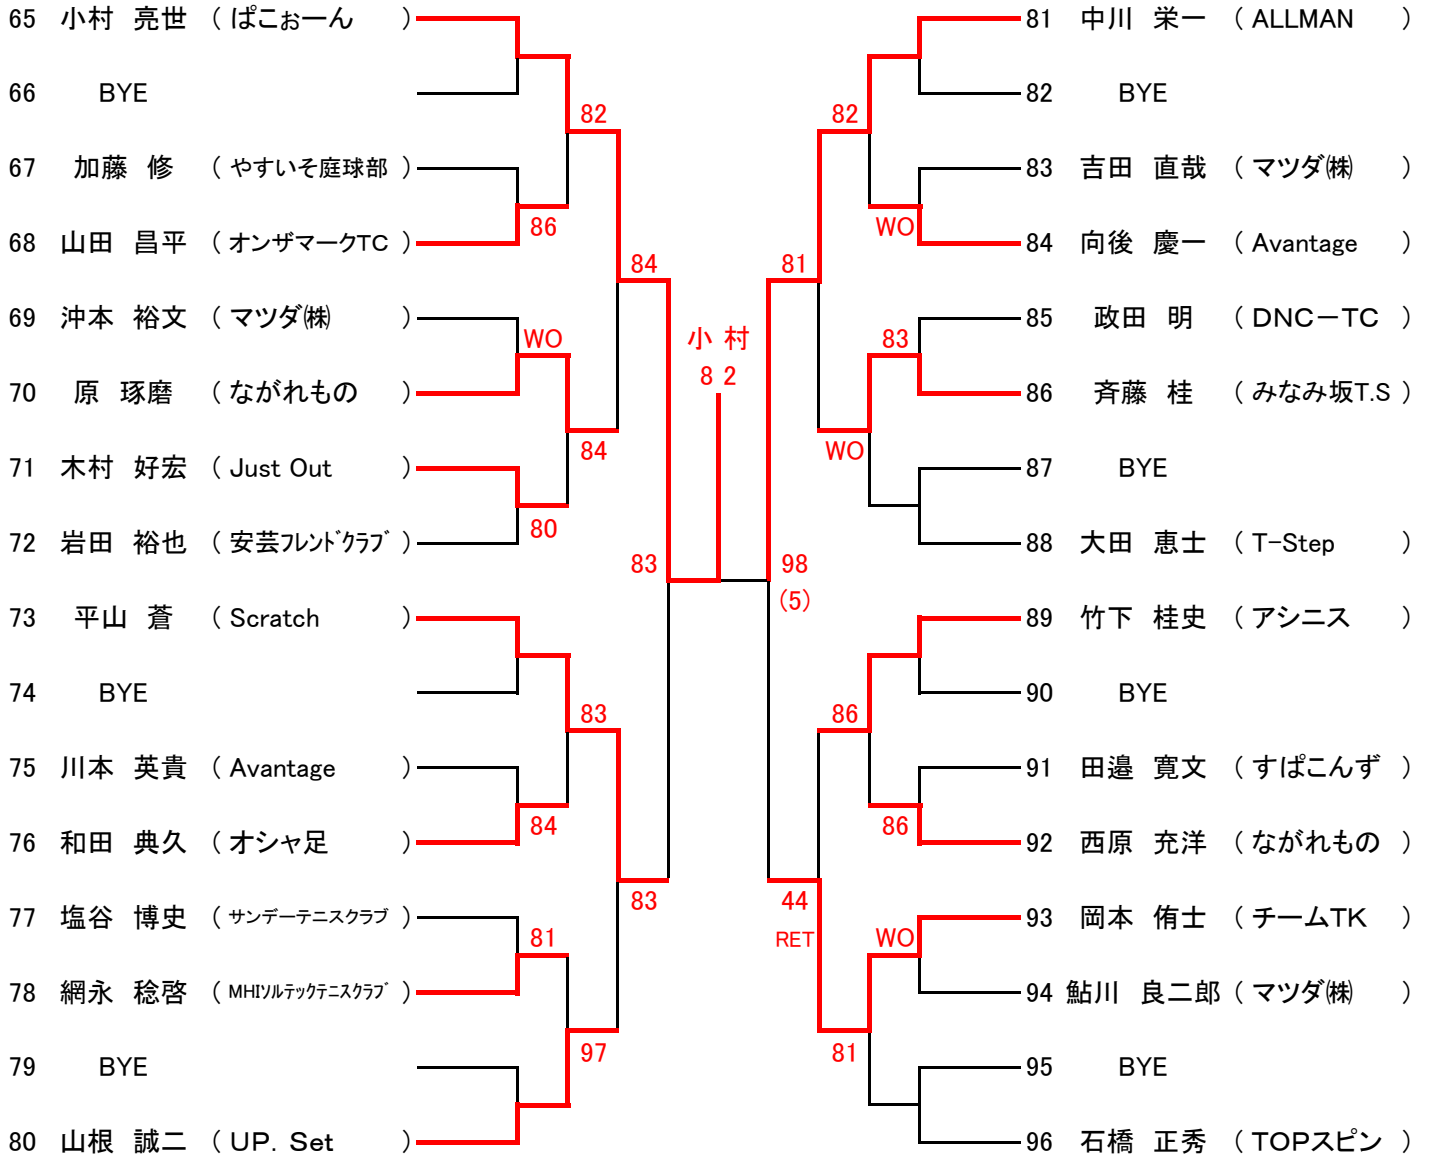 65 小村 亮世 ( ぱこぉーん )
66 BYE
82
67 加藤 修 ( やすいそ庭球部 )
86
68 山田 昌平 ( オンザマークTC )
84
69 沖本 裕文 ( マツダ㈱ )
WO
70 原 琢磨 ( ながれもの )
84
71 木村 好宏 ( Just Out )
80
72 岩田 裕也 ( 安芸フレンドクラブ )
83
73 平山 蒼 ( Scratch )
74 BYE
83
75 川本 英貴 ( Avantage )
84
76 和田 典久 ( オシャ足 )
83
77 塩谷 博史 ( サンデーテニスクラブ )
81
78 網永 稔啓 ( MHIソルテックテニスクラブ )
97
79 BYE
80 山根 誠二 ( UP. Set )
小 村
8 2
81 中川 栄一 ( ALLMAN )
82 BYE
82
83 吉田 直哉 ( マツダ㈱ )
WO
84 向後 慶一 ( Avantage )
81
85 政田 明 ( DNC-TC )
83
86 斉藤 桂 ( みなみ坂T.S )
WO
87 BYE
88 大田 恵士 ( T-Step )
98
(5)
89 竹下 桂史 ( アシニス )
90 BYE
86
91 田邉 寛文 ( すぱこんず )
86
92 西原 充洋 ( ながれもの )
44
RET
93 岡本 侑士 ( チームTK )
WO
94 鮎川 良二郎 ( マツダ㈱ )
81
95 BYE
96 石橋 正秀 ( TOPスピン )